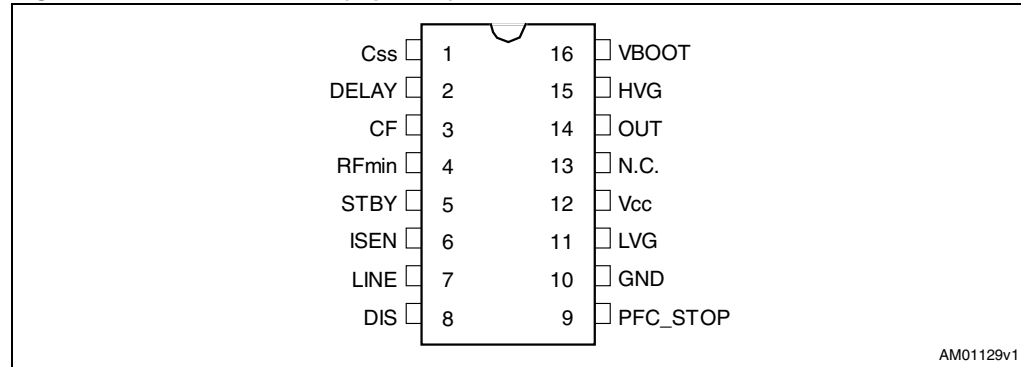 Css 1 16 VBOOT
DELAY 2 15 HVG
CF 3 14 OUT
RFmin 4 13 N.C.
STBY 5 12 Vcc
ISEN 6 11 LVG
LINE 7 10 GND
DIS 8 9 PFC_STOP
AM01129v1